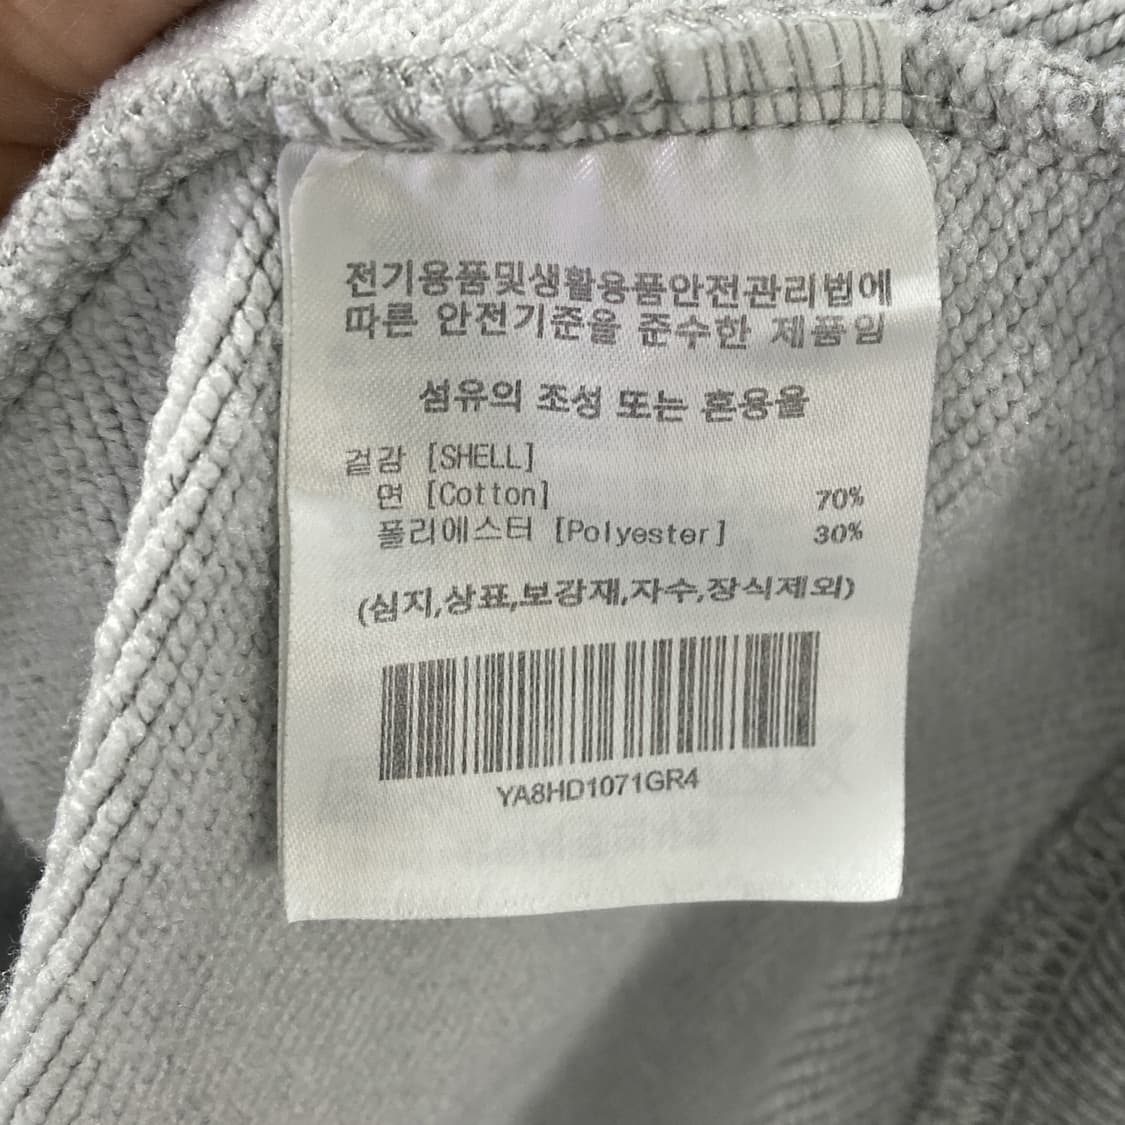 전기용품및생활용품안전관리법에
따른 안전기준을 준수한 제품임
섬유의 조성 또는 혼용율
겉감 [SHELL]
면 [Cotton] 70%
폴리에스터 [Polyester] 30%
(심지,상표,보강재,자수,장식제외)
YA8HD1071GR4